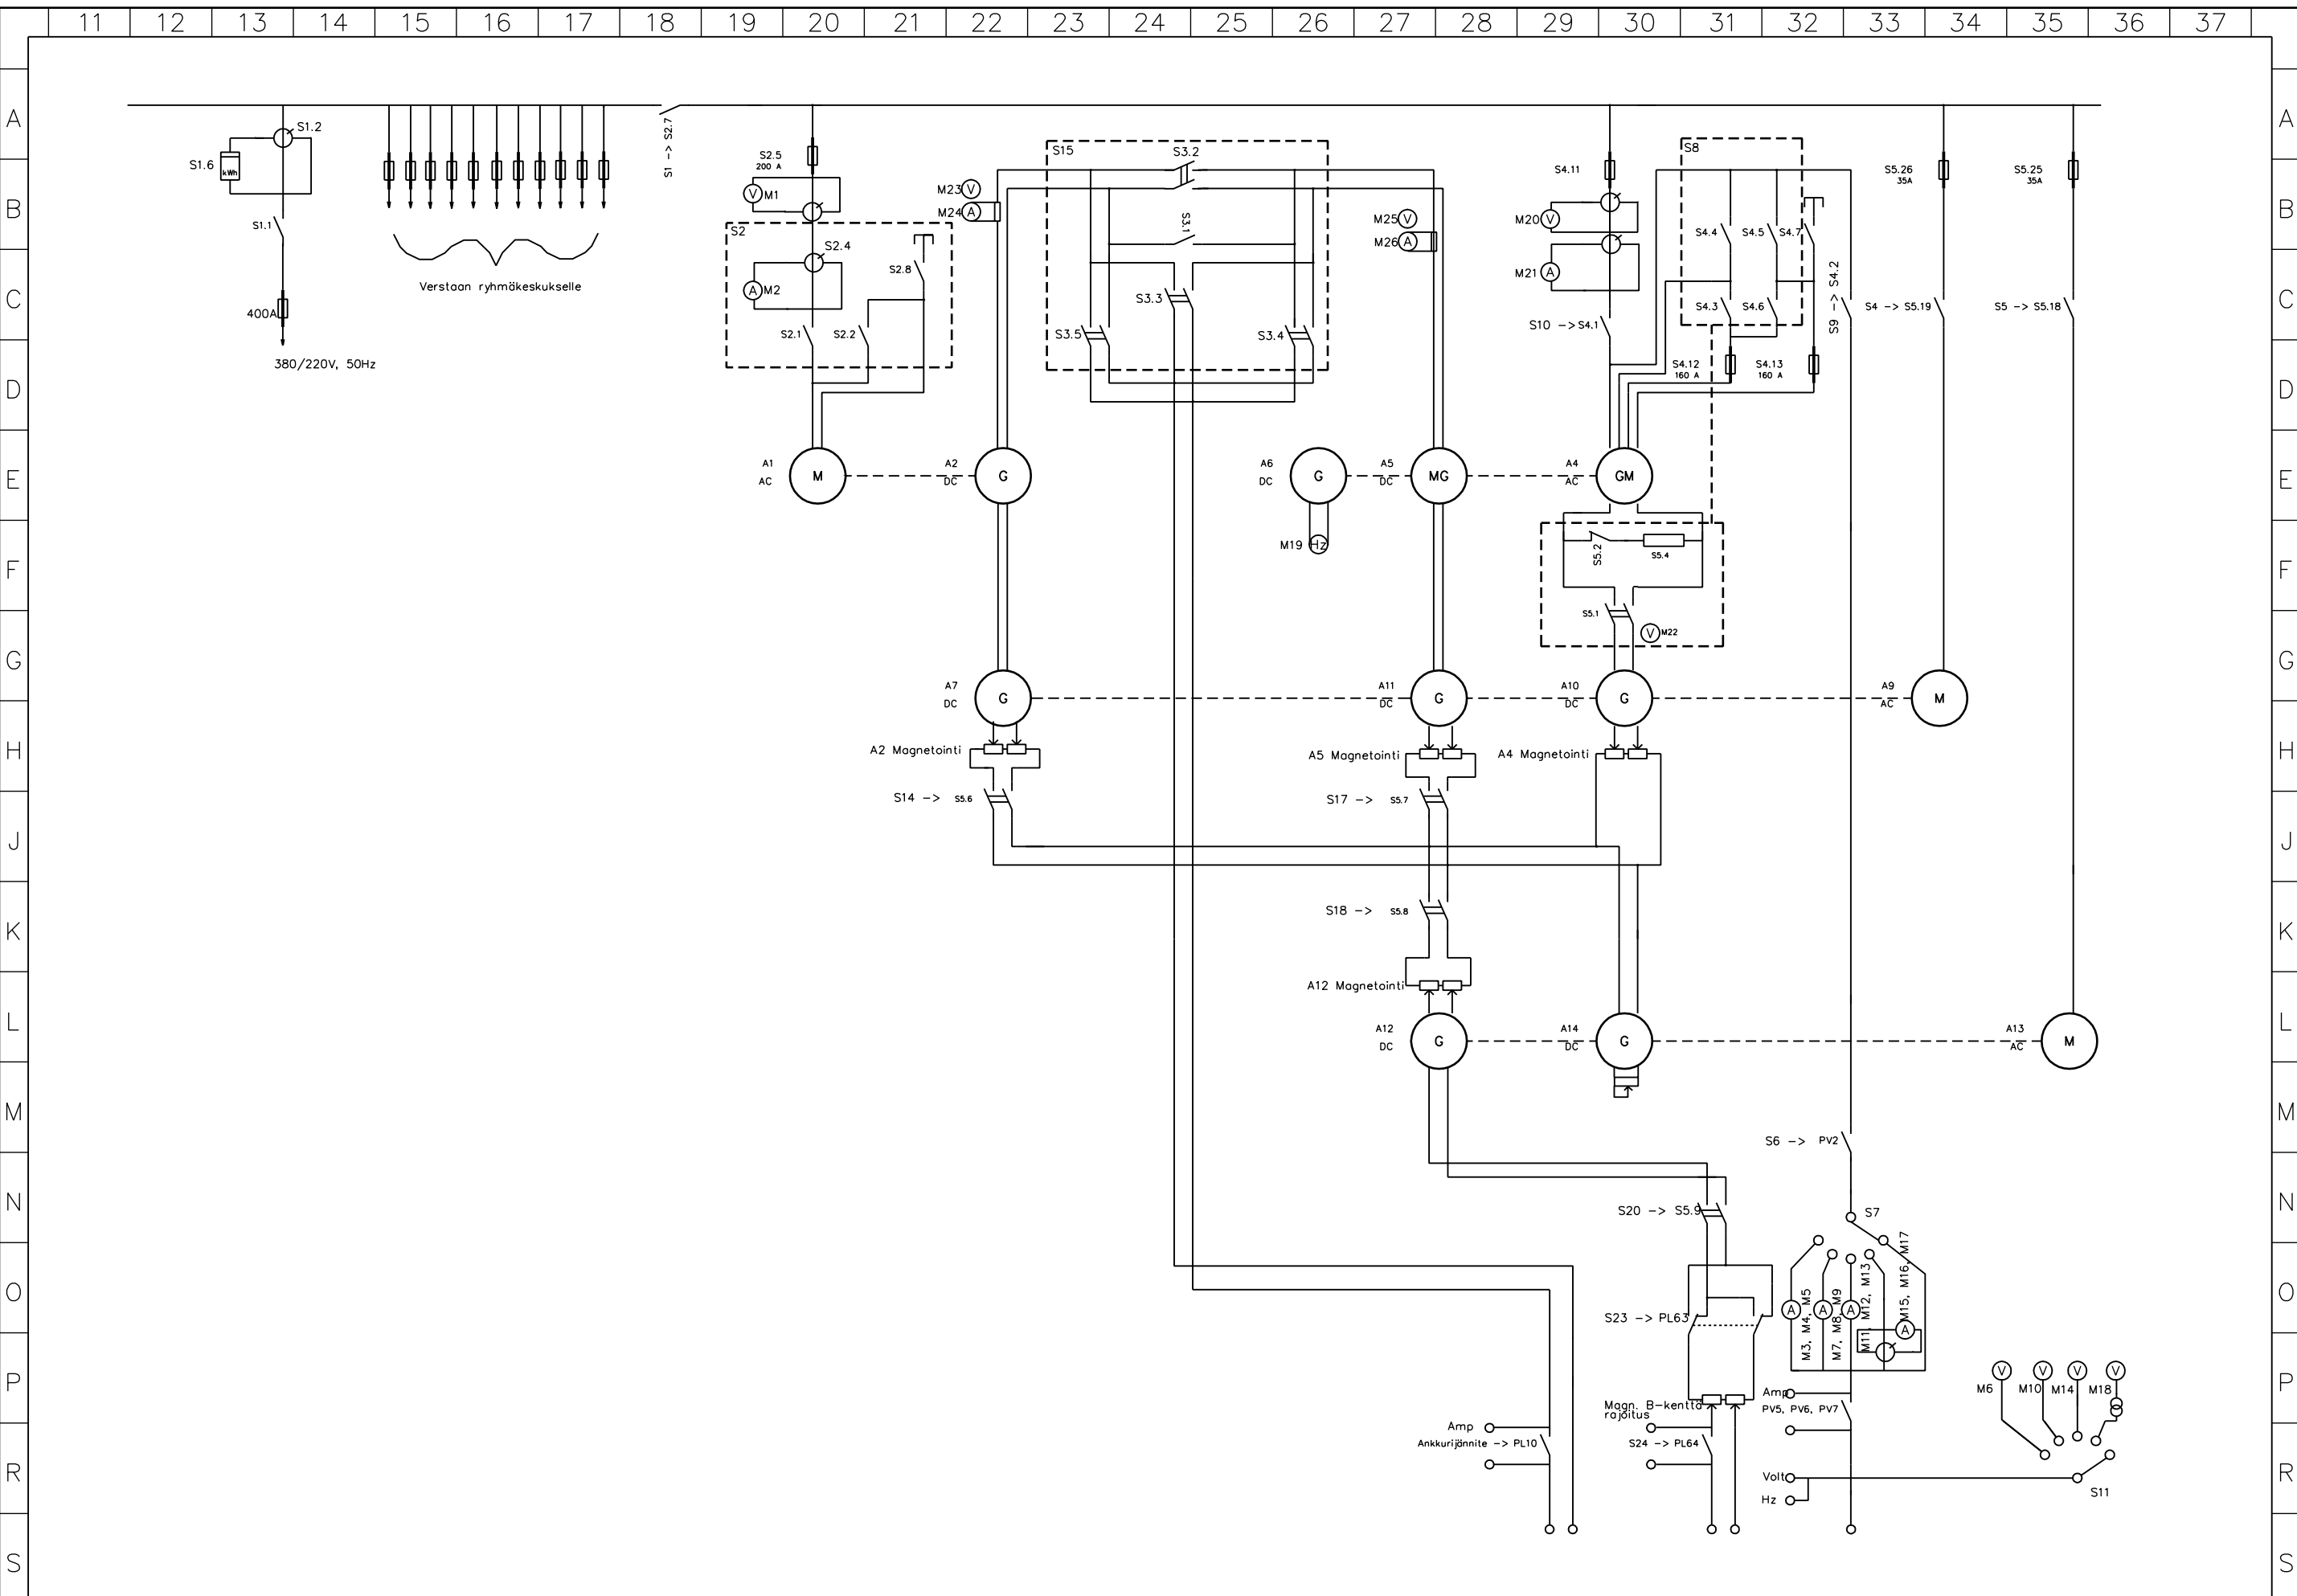 11 12 13 14 15 16 17 18 19 20 21 22 23 24 25 26 27 28 29 30 31 32 33 34 35 36 37
A
A
B
B
C
C
D
D
E
E
F
F
G
G
H
H
J
J
K
K
L
L
M
M
N
N
O
O
P
P
R
R
S
S
S1.2
S1.6
kWh
S1.1
400A
380/220V, 50Hz
Verstaan ryhmäkeskukselle
S1 -> S2.7
S2.5
200 A
V M1
S2
S2.4
A M2
S2.8
S2.1
S2.2
M23 V
M24 A
S15
S3.2
S3.1
S3.3
S3.5
S3.4
M25 V
M26 A
S4.11
M20 V
M21 A
S10 -> S4.1
S8
S4.4
S4.5
S4.7
S4.3
S4.6
S9 -> S4.2
S4.12
160 A
S4.13
160 A
S5.26
35A
S4 -> S5.19
S5.25
35A
S5 -> S5.18
A1
AC
M
A2
DC
G
A6
DC
G
A5
DC
MG
A4
AC
GM
M19 Hz
S5.2
S5.4
S5.1
V M22
A7
DC
G
A11
DC
G
A10
DC
G
A9
AC
M
A2 Magnetointi
A5 Magnetointi
A4 Magnetointi
S14 -> S5.6
S17 -> S5.7
S18 -> S5.8
A12 Magnetointi
A12
DC
G
A14
DC
G
A13
AC
M
S6 -> PV2
S20 -> S5.9
S7
S23 -> PL63
A
A
A
A
M3, M4, M5
M7, M8, M9
M11, M12, M13
M15, M16, M17
Magn. B-kenttä
rajoitus
Amp
PV5, PV6, PV7
Amp
Ankkurijännite -> PL10
S24 -> PL64
Volt
Hz
V
V
V
V
M6
M10
M14
M18
S11